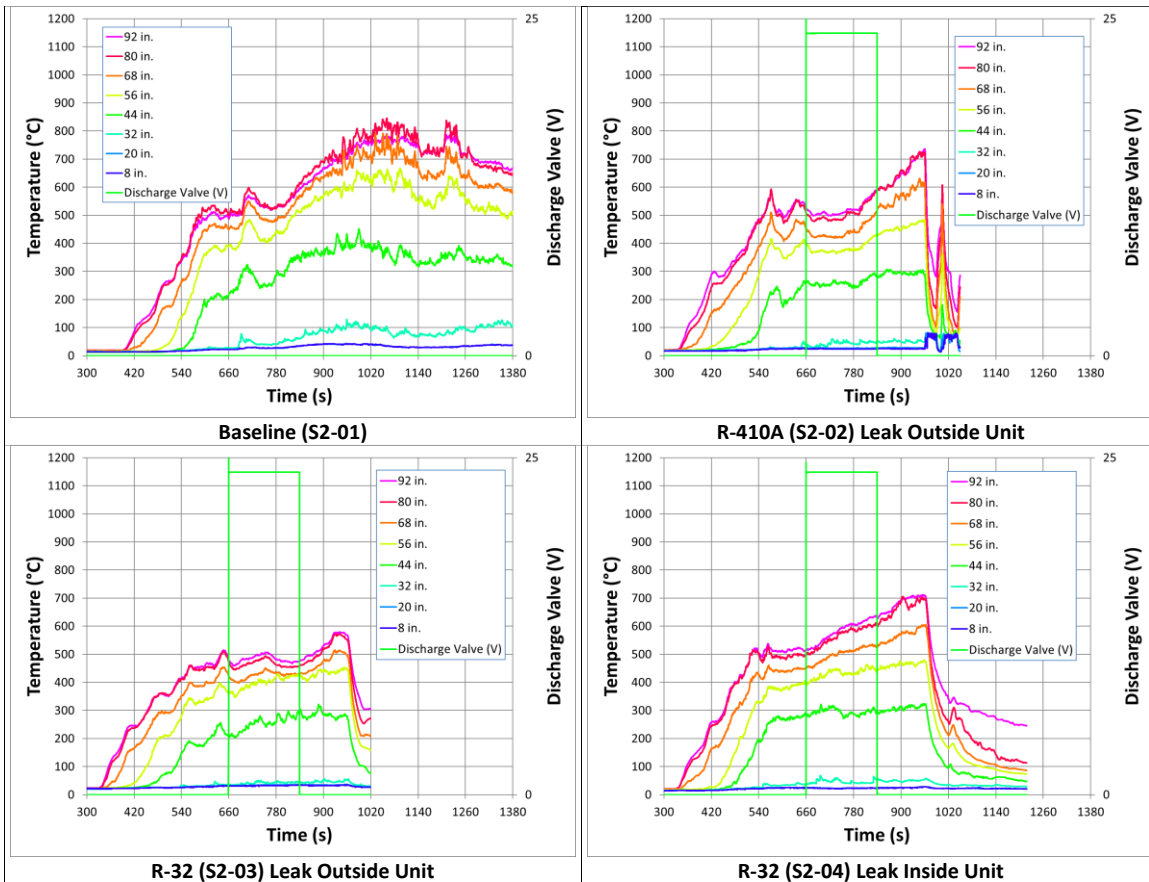 1200
1100
1000
900
800
700
600
500
400
300
200
100
0
Temperature (°C)
92 in.
80 in.
68 in.
56 in.
44 in.
32 in.
20 in.
8 in.
Discharge Valve (V)
25
0
Discharge Valve (V)
300 420 540 660 780 900 1020 1140 1260 1380
Time (s)
Baseline (S2-01)
1200
1100
1000
900
800
700
600
500
400
300
200
100
0
Temperature (°C)
92 in.
80 in.
68 in.
56 in.
44 in.
32 in.
20 in.
8 in.
Discharge Valve (V)
25
0
Discharge Valve (V)
300 420 540 660 780 900 1020 1140 1260 1380
Time (s)
R-410A (S2-02) Leak Outside Unit
1200
1100
1000
900
800
700
600
500
400
300
200
100
0
Temperature (°C)
92 in.
80 in.
68 in.
56 in.
44 in.
32 in.
20 in.
8 in.
Discharge Valve (V)
25
0
Discharge Valve (V)
300 420 540 660 780 900 1020 1140 1260 1380
Time (s)
R-32 (S2-03) Leak Outside Unit
1200
1100
1000
900
800
700
600
500
400
300
200
100
0
Temperature (°C)
92 in.
80 in.
68 in.
56 in.
44 in.
32 in.
20 in.
8 in.
Discharge Valve (V)
25
0
Discharge Valve (V)
300 420 540 660 780 900 1020 1140 1260 1380
Time (s)
R-32 (S2-04) Leak Inside Unit